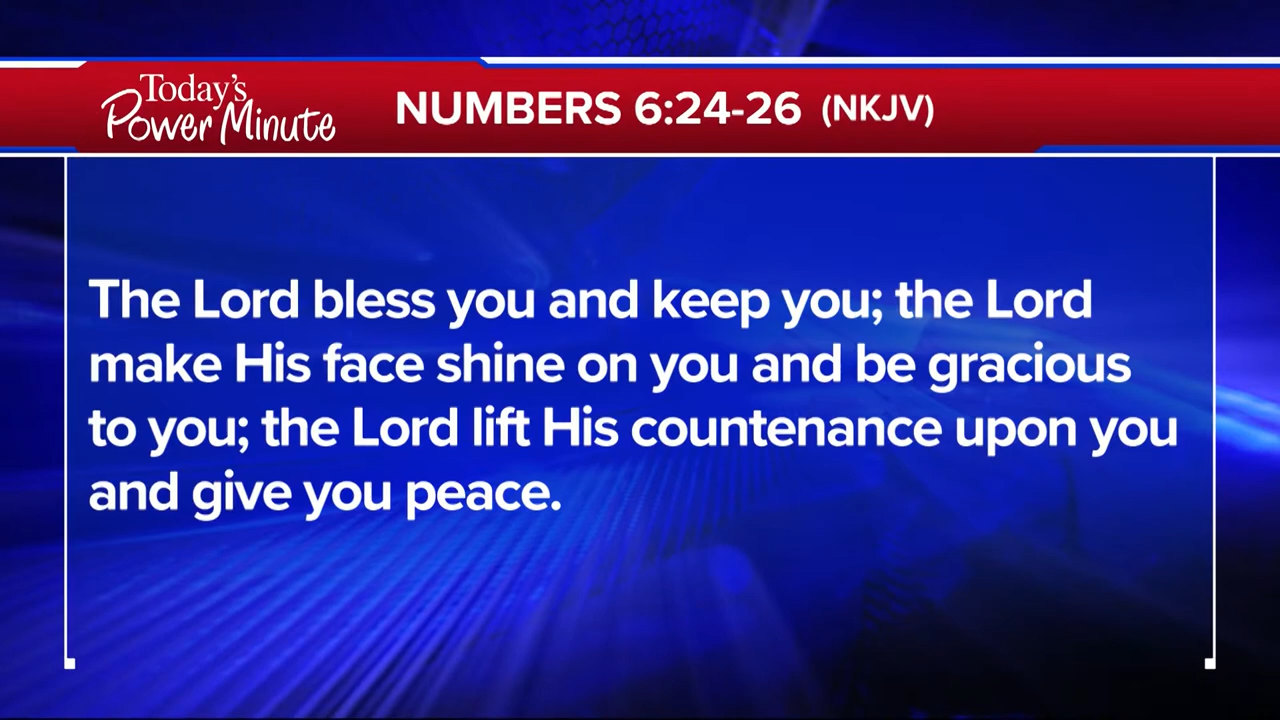 Today's
Power Minute
NUMBERS 6:24-26 (NKJV)
The Lord bless you and keep you; the Lord
make His face shine on you and be gracious
to you; the Lord lift His countenance upon you
and give you peace.